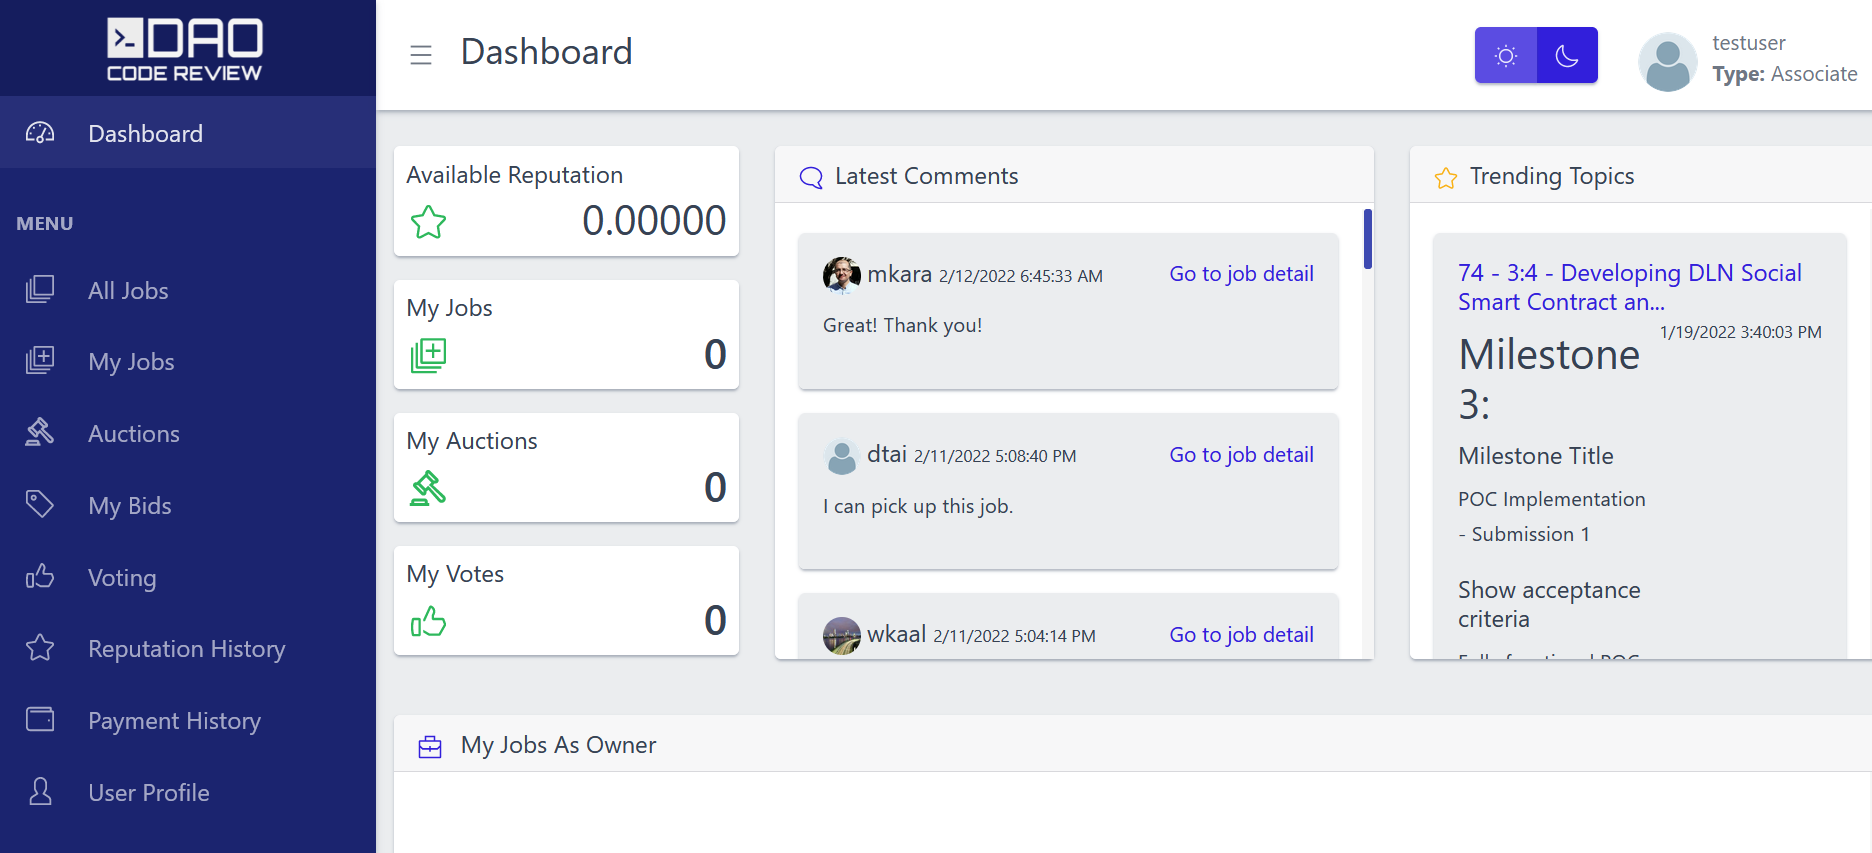 DAO
CODE REVIEW
Dashboard
MENU
All Jobs
My Jobs
Auctions
My Bids
Voting
Reputation History
Payment History
User Profile
Dashboard
testuser
Type: Associate
Available Reputation
0.00000
My Jobs
0
My Auctions
0
My Votes
0
Latest Comments
mkara 2/12/2022 6:45:33 AM Go to job detail
Great! Thank you!
dtai 2/11/2022 5:08:40 PM Go to job detail
I can pick up this job.
wkaal 2/11/2022 5:04:14 PM Go to job detail
Trending Topics
74 - 3:4 - Developing DLN Social
Smart Contract an...
1/19/2022 3:40:03 PM
Milestone
3:
Milestone Title
POC Implementation
- Submission 1
Show acceptance
criteria
My Jobs As Owner